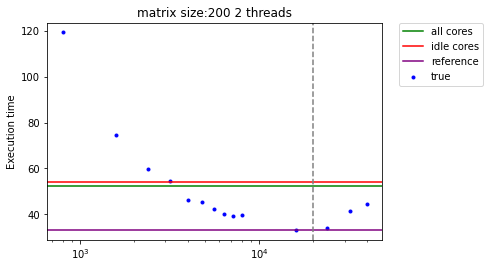 matrix size:200 2 threads
Execution time
120
100
80
60
40
10³
10⁴
all cores
idle cores
reference
true